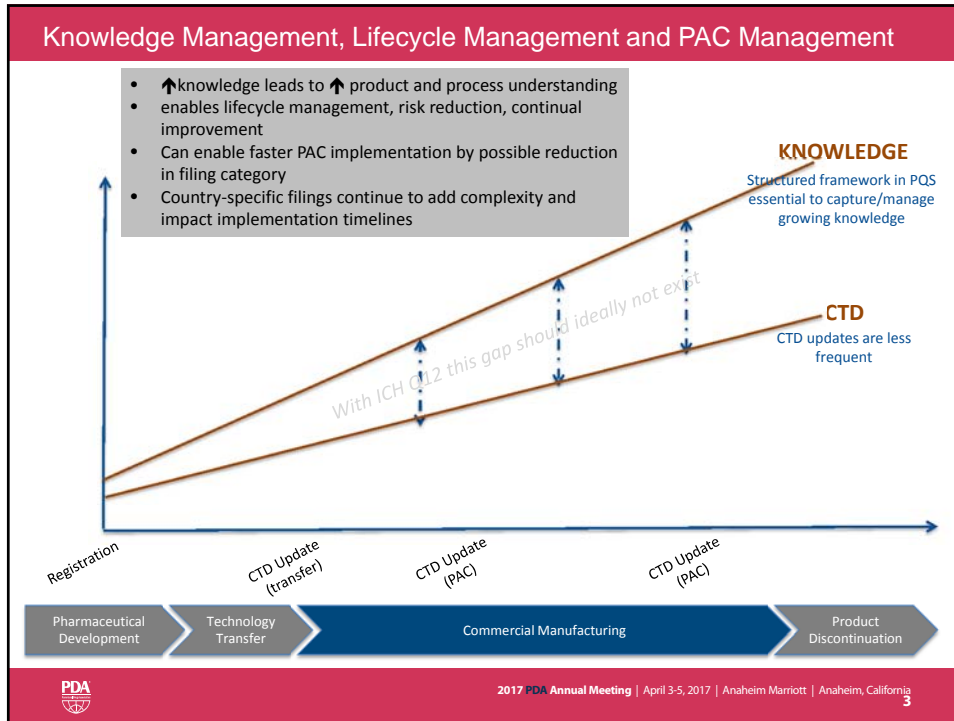 Knowledge Management, Lifecycle Management and PAC Management
• ↑knowledge leads to ↑ product and process understanding
• enables lifecycle management, risk reduction, continual
improvement
• Can enable faster PAC implementation by possible reduction
in filing category
• Country-specific filings continue to add complexity and
impact implementation timelines
KNOWLEDGE
Structured framework in PQS
essential to capture/manage
growing knowledge
With ICH Q12 this gap should ideally not exist
CTD
CTD updates are less
frequent
Registration
CTD Update
(transfer)
CTD Update
(PAC)
CTD Update
(PAC)
Pharmaceutical
Development
Technology
Transfer
Commercial Manufacturing
Product
Discontinuation
PDA
2017 PDA Annual Meeting | April 3-5, 2017 | Anaheim Marriott | Anaheim, California
3